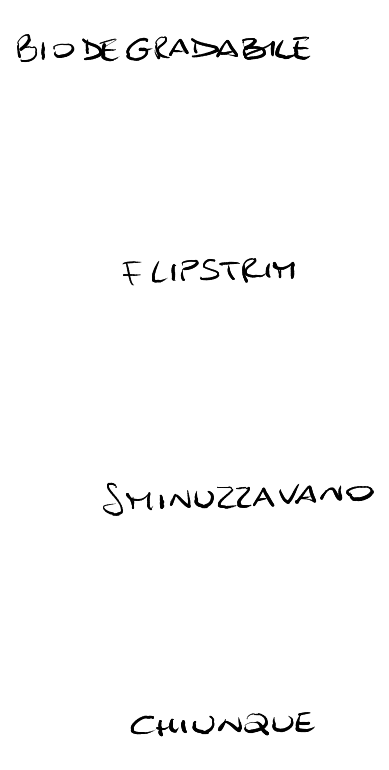 BIODEGRADABILE
FLIPSTRIM
SMINUZZAVANO
CHIUNQUE